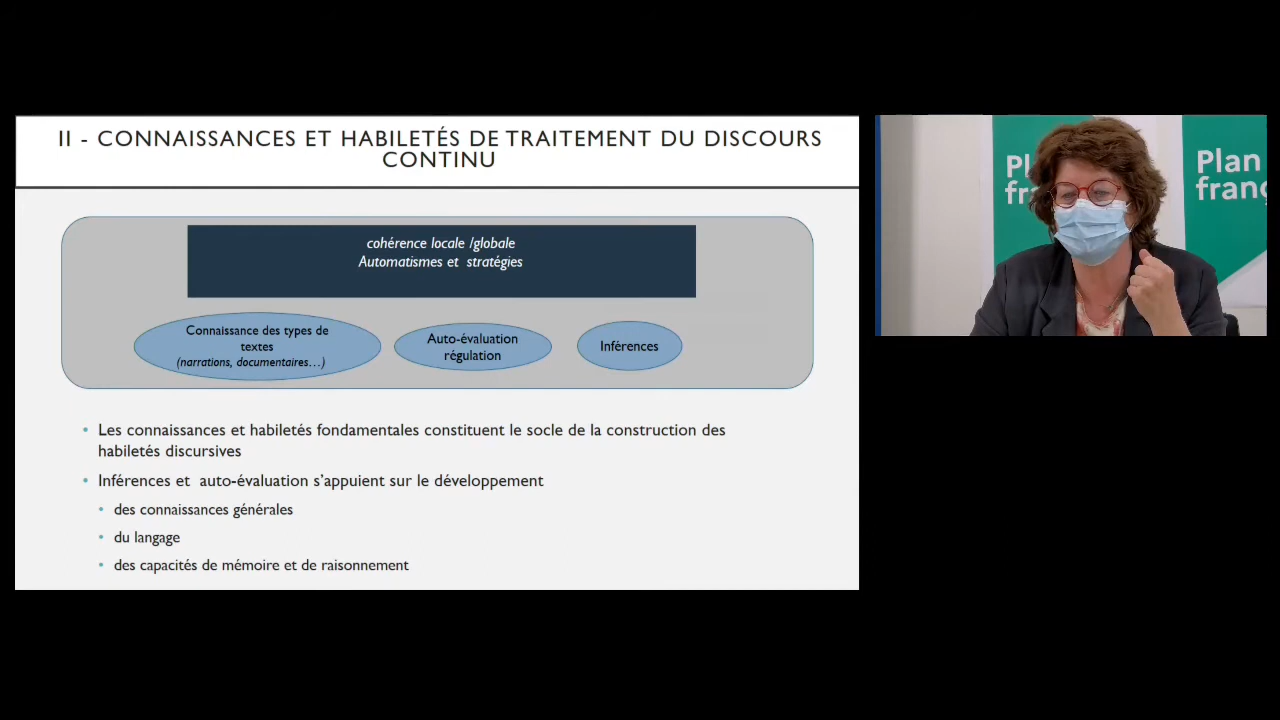 II - CONNAISSANCES ET HABILETÉS DE TRAITEMENT DU DISCOURS
CONTINU
cohérence locale /globale
Automatismes et stratégies
Connaissance des types de
textes
(narrations, documentaires…)
Auto-évaluation
régulation
Inférences
• Les connaissances et habiletés fondamentales constituent le socle de la construction des
habiletés discursives
• Inférences et auto-évaluation s’appuient sur le développement
• des connaissances générales
• du langage
• des capacités de mémoire et de raisonnement
Pl
fr
Plan
franç